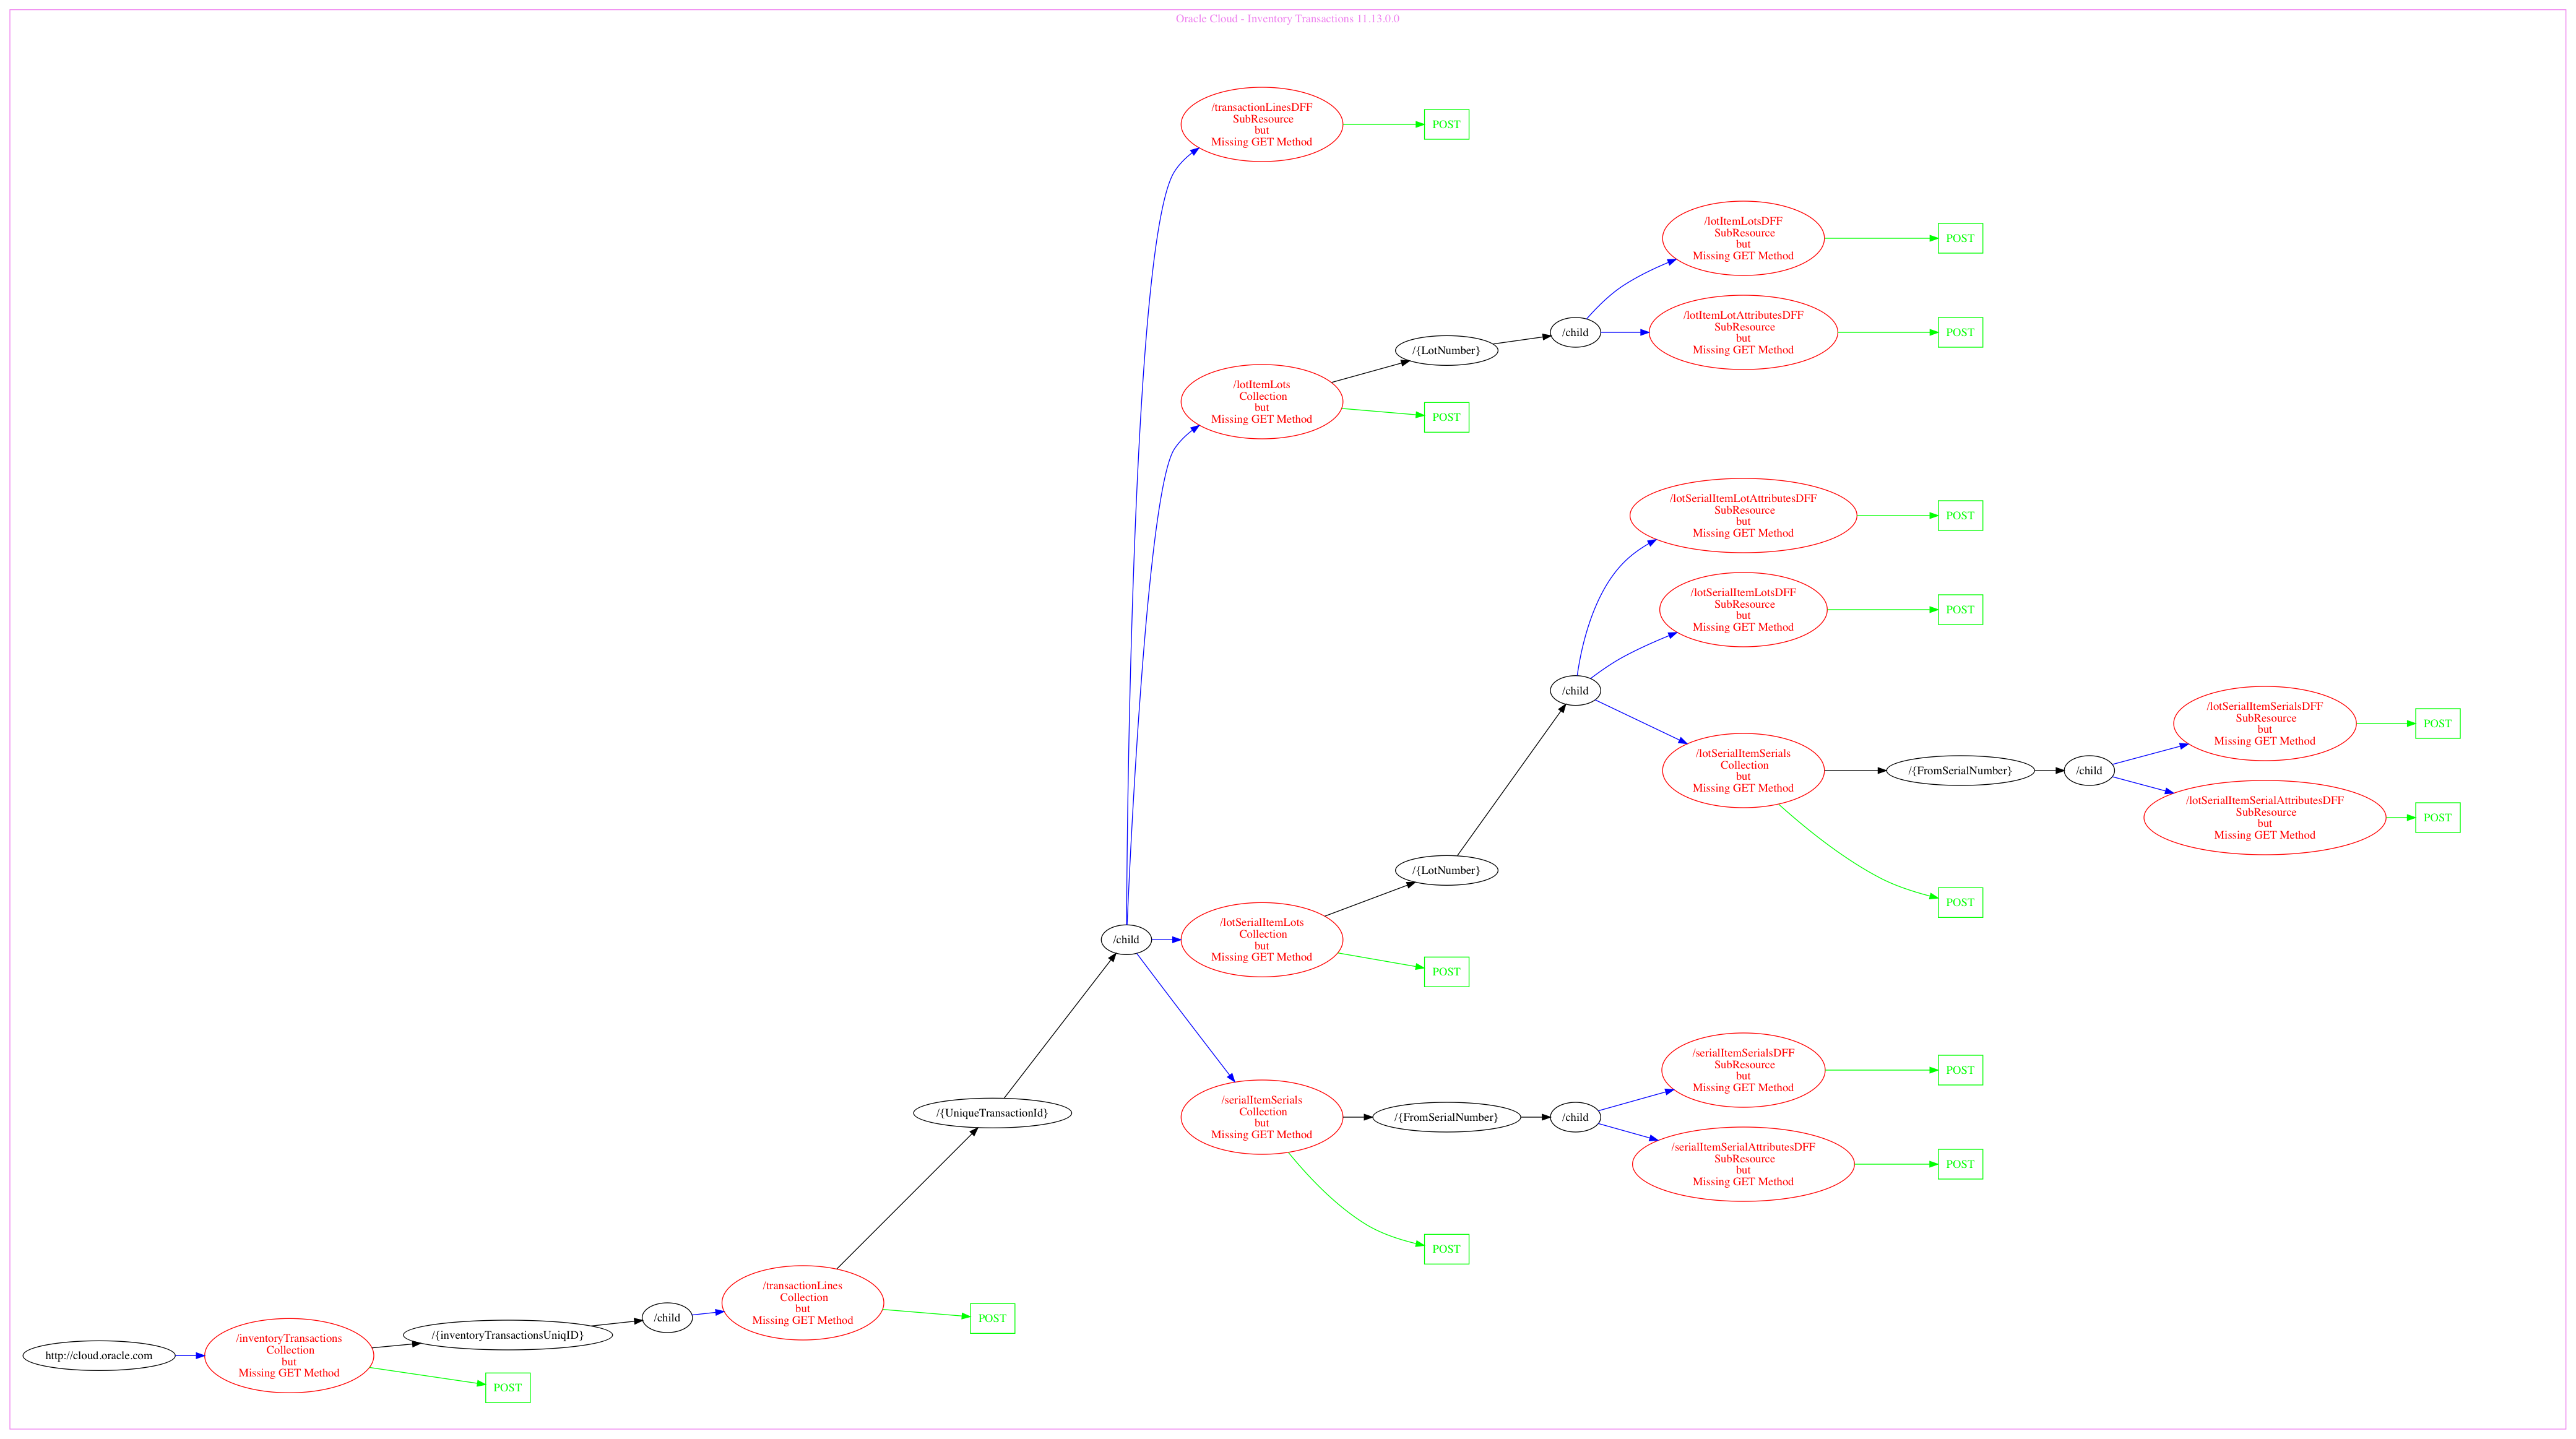 Oracle Cloud - Inventory Transactions 11.13.0.0
/transactionLinesDFF
SubResource
but
Missing GET Method
POST
/lotItemLotsDFF
SubResource
but
Missing GET Method
POST
/lotItemLotAttributesDFF
SubResource
but
Missing GET Method
POST
/child
/{LotNumber}
/lotItemLots
Collection
but
Missing GET Method
POST
/lotSerialItemLotAttributesDFF
SubResource
but
Missing GET Method
POST
/lotSerialItemLotsDFF
SubResource
but
Missing GET Method
POST
/child
/lotSerialItemSerials
Collection
but
Missing GET Method
/{FromSerialNumber}
/child
/lotSerialItemSerialsDFF
SubResource
but
Missing GET Method
POST
/lotSerialItemSerialAttributesDFF
SubResource
but
Missing GET Method
POST
/{LotNumber}
POST
/child
/lotSerialItemLots
Collection
but
Missing GET Method
POST
/serialItemSerialsDFF
SubResource
but
Missing GET Method
POST
/{UniqueTransactionId}
/serialItemSerials
Collection
but
Missing GET Method
/{FromSerialNumber}
/child
/serialItemSerialAttributesDFF
SubResource
but
Missing GET Method
POST
POST
/transactionLines
Collection
but
Missing GET Method
POST
/child
/{inventoryTransactionsUniqID}
http://cloud.oracle.com
/inventoryTransactions
Collection
but
Missing GET Method
POST